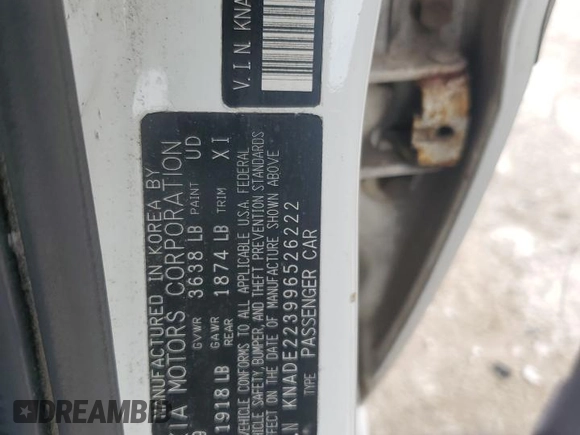 V.I.N. KNA
MANUFACTURED IN KOREA BY
KIA MOTORS CORPORATION
GVWR 3638 LB PAINT UD
1918 LB GAWR REAR 1874 LB TRIM XI
VEHICLE CONFORMS TO ALL APPLICABLE U.S.A. FEDERAL
VEHICLE SAFETY, BUMPER, AND THEFT PREVENTION STANDARDS
EFFECT ON THE DATE OF MANUFACTURE SHOWN ABOVE
KNADE223996526222
TYPE PASSENGER CAR
DREAMBID